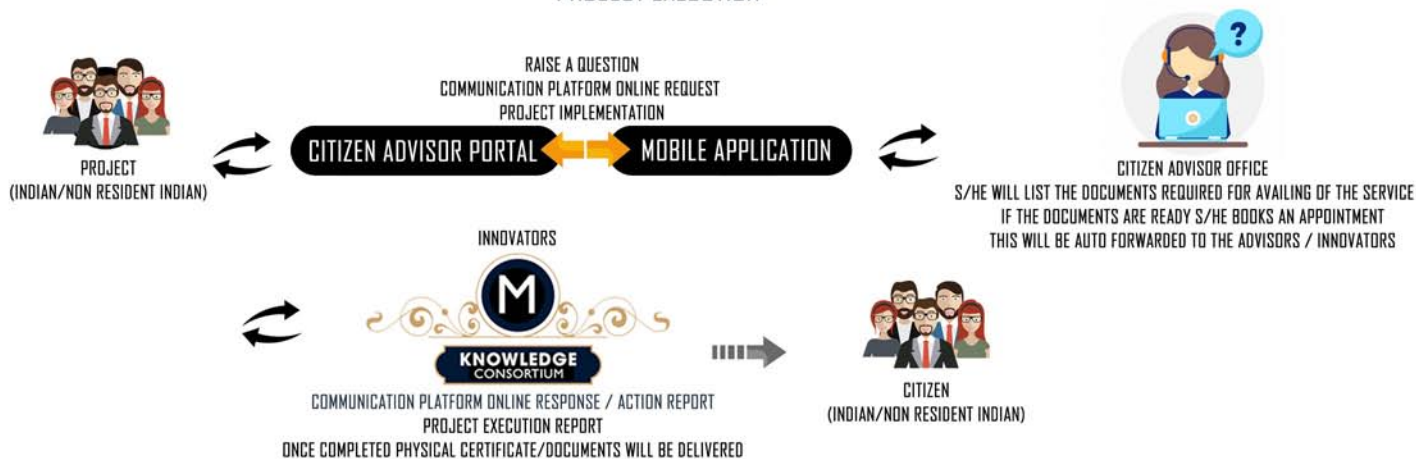 RAISE A QUESTION
COMMUNICATION PLATFORM ONLINE REQUEST
PROJECT IMPLEMENTATION
CITIZEN ADVISOR PORTAL
MOBILE APPLICATION
?
PROJECT
(INDIAN/NON RESIDENT INDIAN)
CITIZEN ADVISOR OFFICE
S/HE WILL LIST THE DOCUMENTS REQUIRED FOR AVAILING OF THE SERVICE
IF THE DOCUMENTS ARE READY S/HE BOOKS AN APPOINTMENT
THIS WILL BE AUTO FORWARDED TO THE ADVISORS / INNOVATORS
INNOVATORS
M
KNOWLEDGE
CONSORTIUM
COMMUNICATION PLATFORM ONLINE RESPONSE / ACTION REPORT
PROJECT EXECUTION REPORT
ONCE COMPLETED PHYSICAL CERTIFICATE/DOCUMENTS WILL BE DELIVERED
CITIZEN
(INDIAN/NON RESIDENT INDIAN)